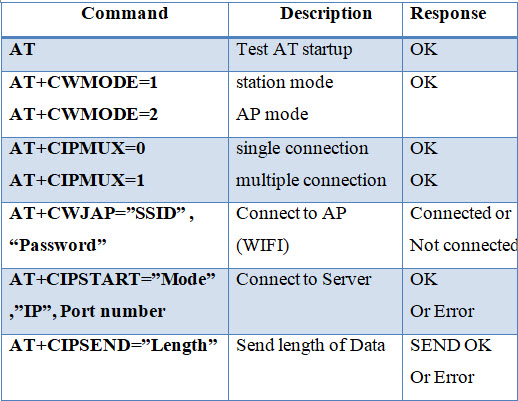 Command Description Response
AT Test AT startup OK
AT+CWMODE=1 station mode OK
AT+CWMODE=2 AP mode
AT+CIPMUX=0 single connection OK
AT+CIPMUX=1 multiple connection OK
AT+CWJAP=”SSID” , Connect to AP Connected or
“Password” (WIFI) Not connected
AT+CIPSTART=”Mode” Connect to Server OK
,”IP”, Port number Or Error
AT+CIPSEND=”Length” Send length of Data SEND OK
Or Error